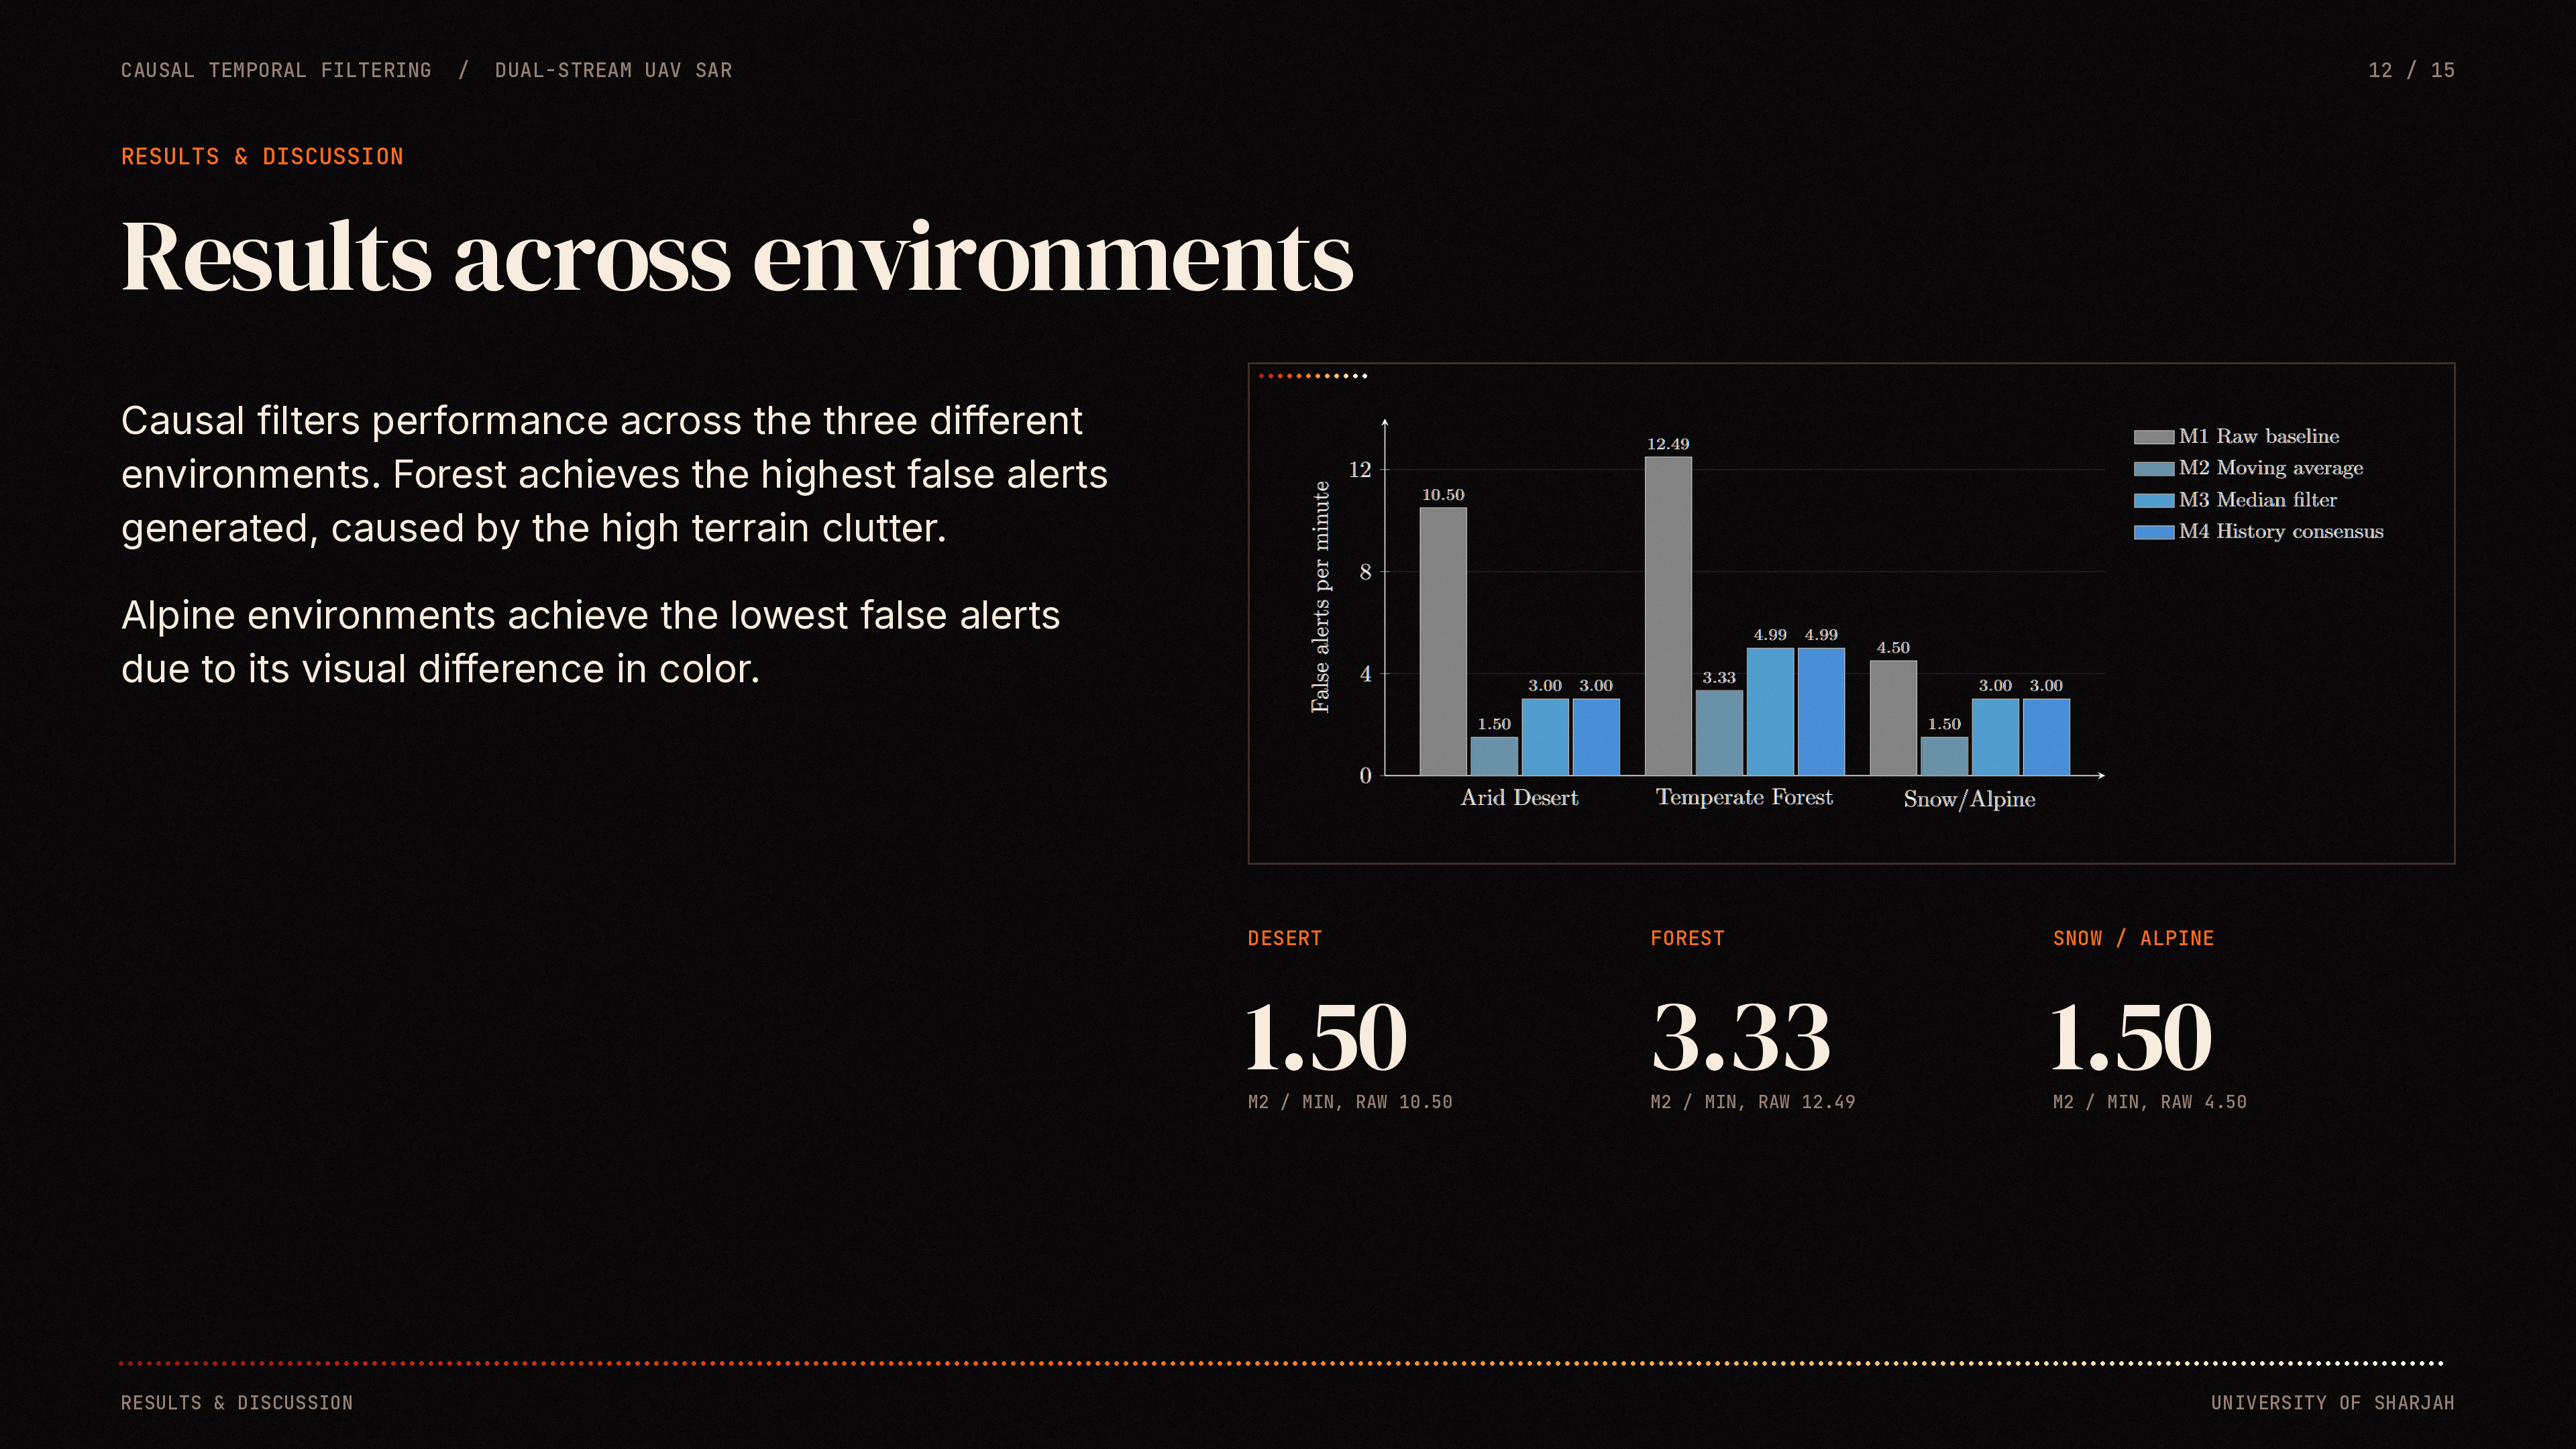 CAUSAL TEMPORAL FILTERING / DUAL-STREAM UAV SAR
12 / 15
RESULTS & DISCUSSION
Results across environments
Causal filters performance across the three different
environments. Forest achieves the highest false alerts
generated, caused by the high terrain clutter.
Alpine environments achieve the lowest false alerts
due to its visual difference in color.
False alerts per minute
12
8
4
0
10.50
1.50
3.00
3.00
12.49
3.33
4.99
4.99
4.50
1.50
3.00
3.00
Arid Desert
Temperate Forest
Snow/Alpine
M1 Raw baseline
M2 Moving average
M3 Median filter
M4 History consensus
DESERT
1.50
M2 / MIN, RAW 10.50
FOREST
3.33
M2 / MIN, RAW 12.49
SNOW / ALPINE
1.50
M2 / MIN, RAW 4.50
RESULTS & DISCUSSION
UNIVERSITY OF SHARJAH